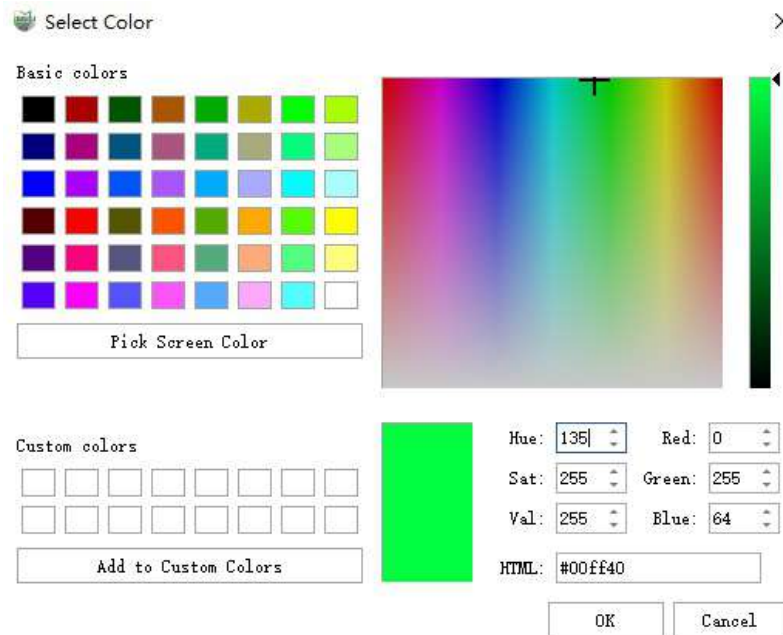 Select Color
Basic colors
Pick Screen Color
Custom colors
Add to Custom Colors
Hue: 135 Red: 0
Sat: 255 Green: 255
Val: 255 Blue: 64
HTML: #00ff40
OK Cancel